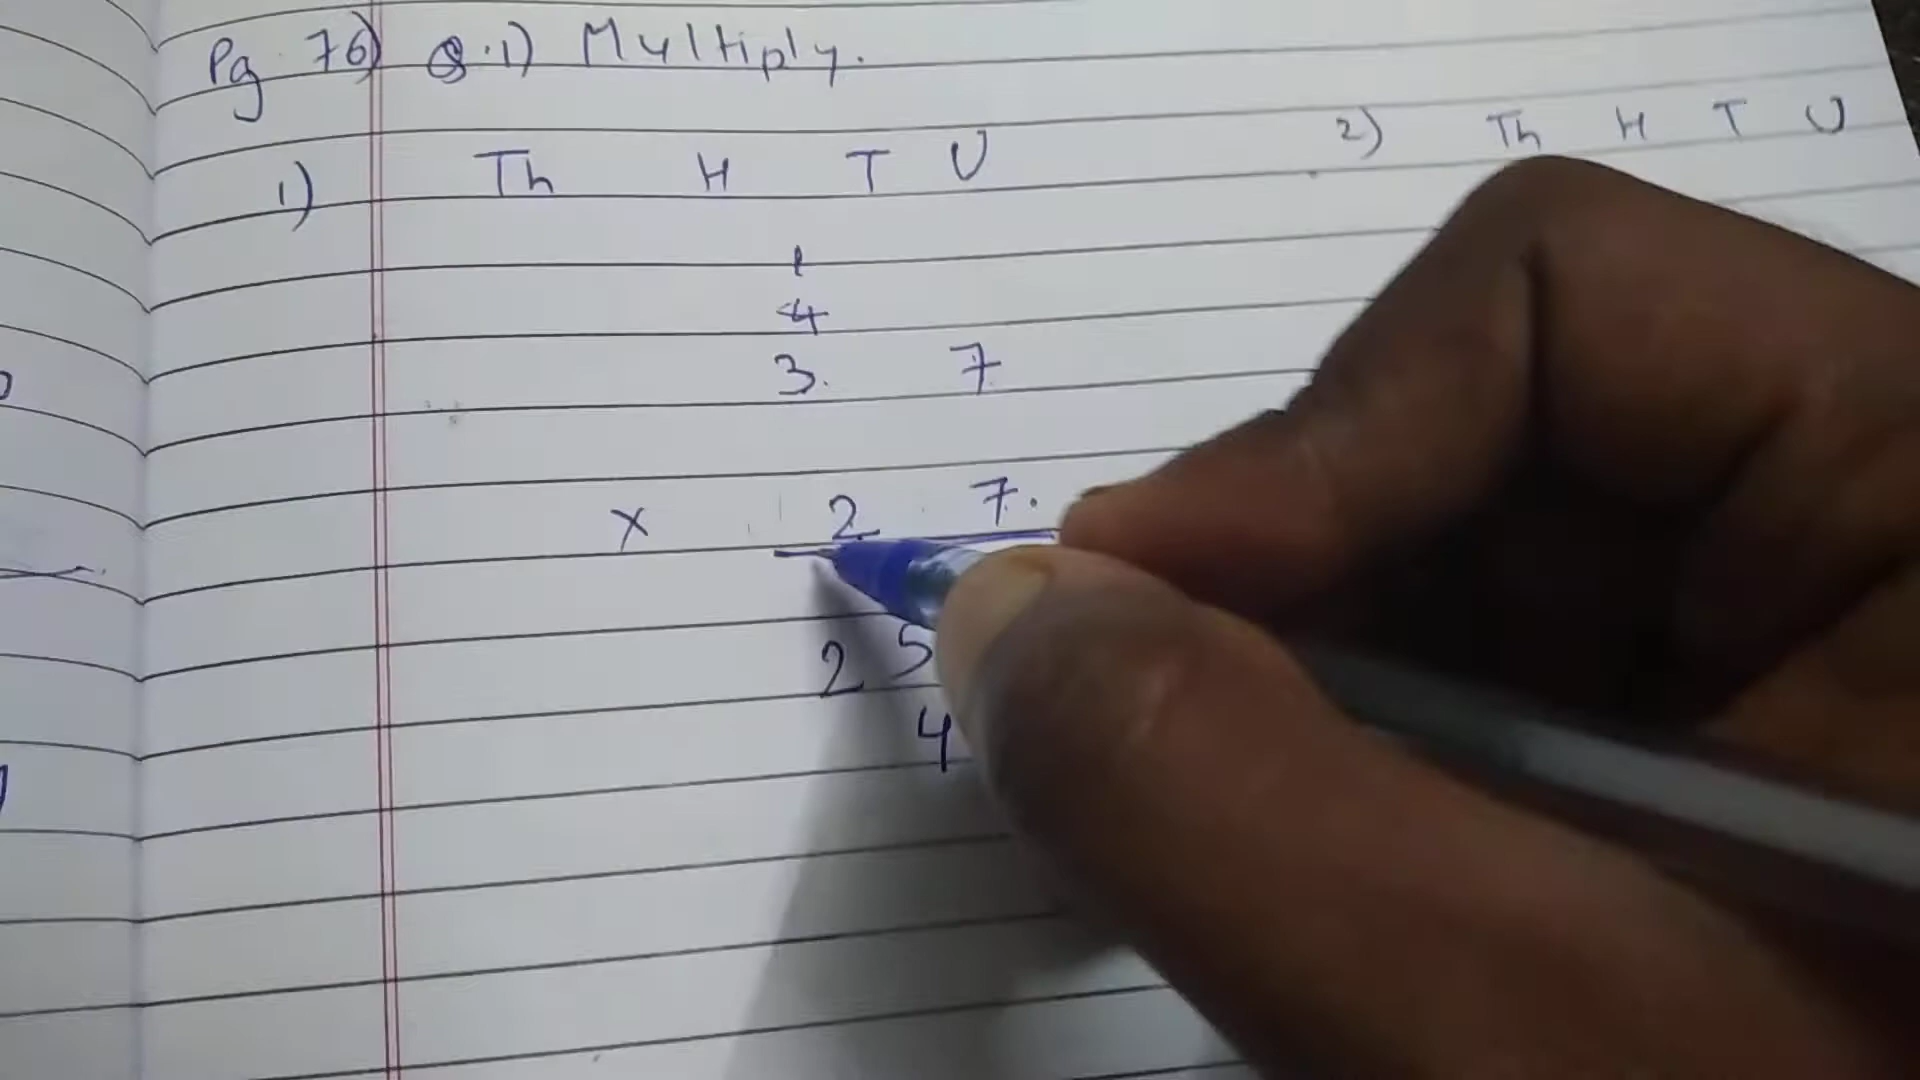 Pg. 76) Q.1) Multiply.
1) Th H T U 2) Th H T U
1
4
3. 7
x 2 7.
2 5
4